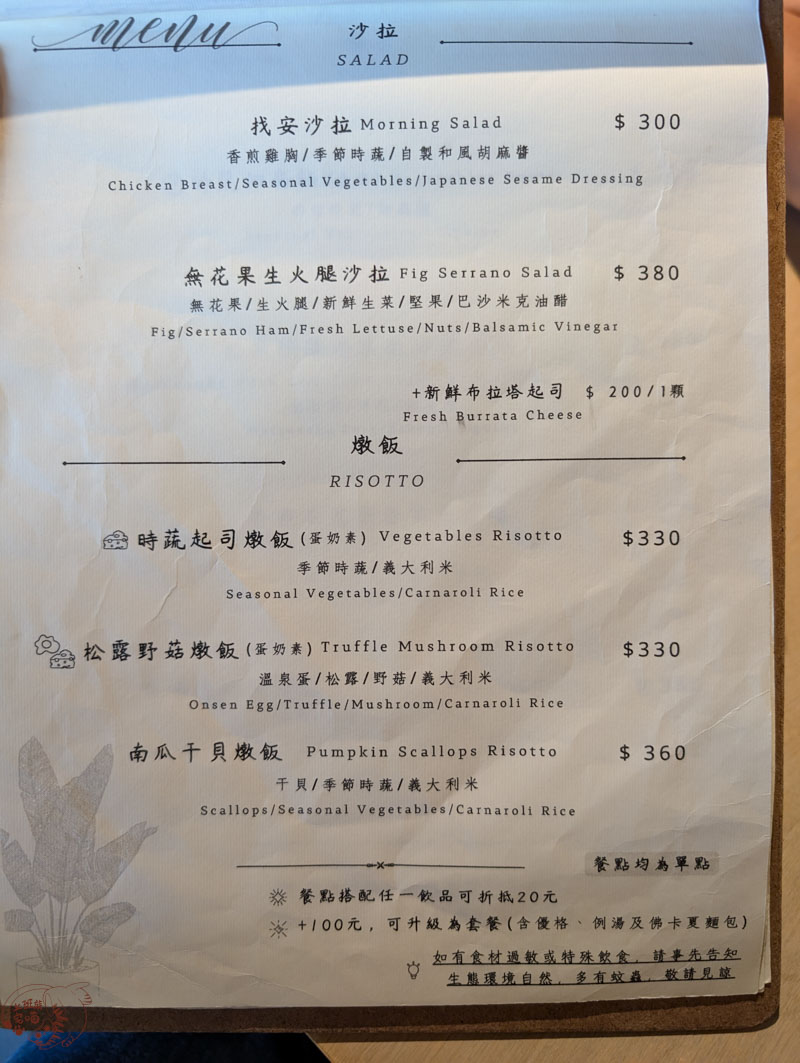 menu
沙拉
SALAD
找安沙拉 Morning Salad $ 300
香煎雞胸/季節時蔬/自製和風胡麻醬
Chicken Breast/Seasonal Vegetables/Japanese Sesame Dressing
無花果生火腿沙拉 Fig Serrano Salad $ 380
無花果/生火腿/新鮮生菜/堅果/巴沙米克油醋
Fig/Serrano Ham/Fresh Lettuse/Nuts/Balsamic Vinegar
+新鮮布拉塔起司 $ 200/1顆
Fresh Burrata Cheese
燉飯
RISOTTO
時蔬起司燉飯(蛋奶素) Vegetables Risotto $330
季節時蔬/義大利米
Seasonal Vegetables/Carnaroli Rice
松露野菇燉飯(蛋奶素) Truffle Mushroom Risotto $330
溫泉蛋/松露/野菇/義大利米
Onsen Egg/Truffle/Mushroom/Carnaroli Rice
南瓜干貝燉飯 Pumpkin Scallops Risotto $ 360
干貝/季節時蔬/義大利米
Scallops/Seasonal Vegetables/Carnaroli Rice
餐點均為單點
餐點搭配任一飲品可折抵20元
+100元，可升級為套餐(含優格、例湯及佛卡夏麵包)
如有食材過敏或特殊飲食，請事先告知
生態環境自然，多有蚊蟲，敬請見諒